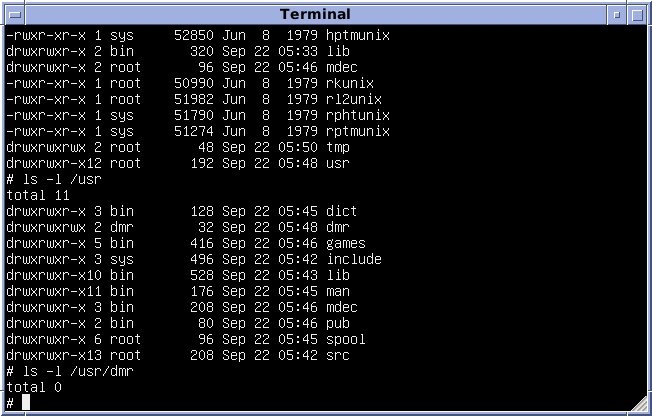 Terminal
-rwxr-xr-x 1 sys     52850 Jun  8  1979 hptmunix
drwxrwxr-x 2 bin       320 Sep 22 05:33 lib
drwxrwxr-x 2 root       96 Sep 22 05:46 mdec
-rwxr-xr-x 1 root    50990 Jun  8  1979 rkunix
-rwxr-xr-x 1 root    51982 Jun  8  1979 rl2unix
-rwxr-xr-x 1 sys     51790 Jun  8  1979 rphtunix
-rwxr-xr-x 1 sys     51274 Jun  8  1979 rptmunix
drwxrwxrwx 2 root       48 Sep 22 05:50 tmp
drwxrwxr-x12 root      192 Sep 22 05:48 usr
# ls -l /usr
total 11
drwxrwxr-x 3 bin       128 Sep 22 05:45 dict
drwxrwxrwx 2 dmr        32 Sep 22 05:48 dmr
drwxrwxr-x 5 bin       416 Sep 22 05:46 games
drwxrwxr-x 3 sys       496 Sep 22 05:42 include
drwxrwxr-x10 bin       528 Sep 22 05:43 lib
drwxrwxr-x11 bin       176 Sep 22 05:45 man
drwxrwxr-x 3 bin       208 Sep 22 05:46 mdec
drwxrwxr-x 2 bin        80 Sep 22 05:46 pub
drwxrwxr-x 6 root       96 Sep 22 05:45 spool
drwxrwxr-x13 root      208 Sep 22 05:42 src
# ls -l /usr/dmr
total 0
#